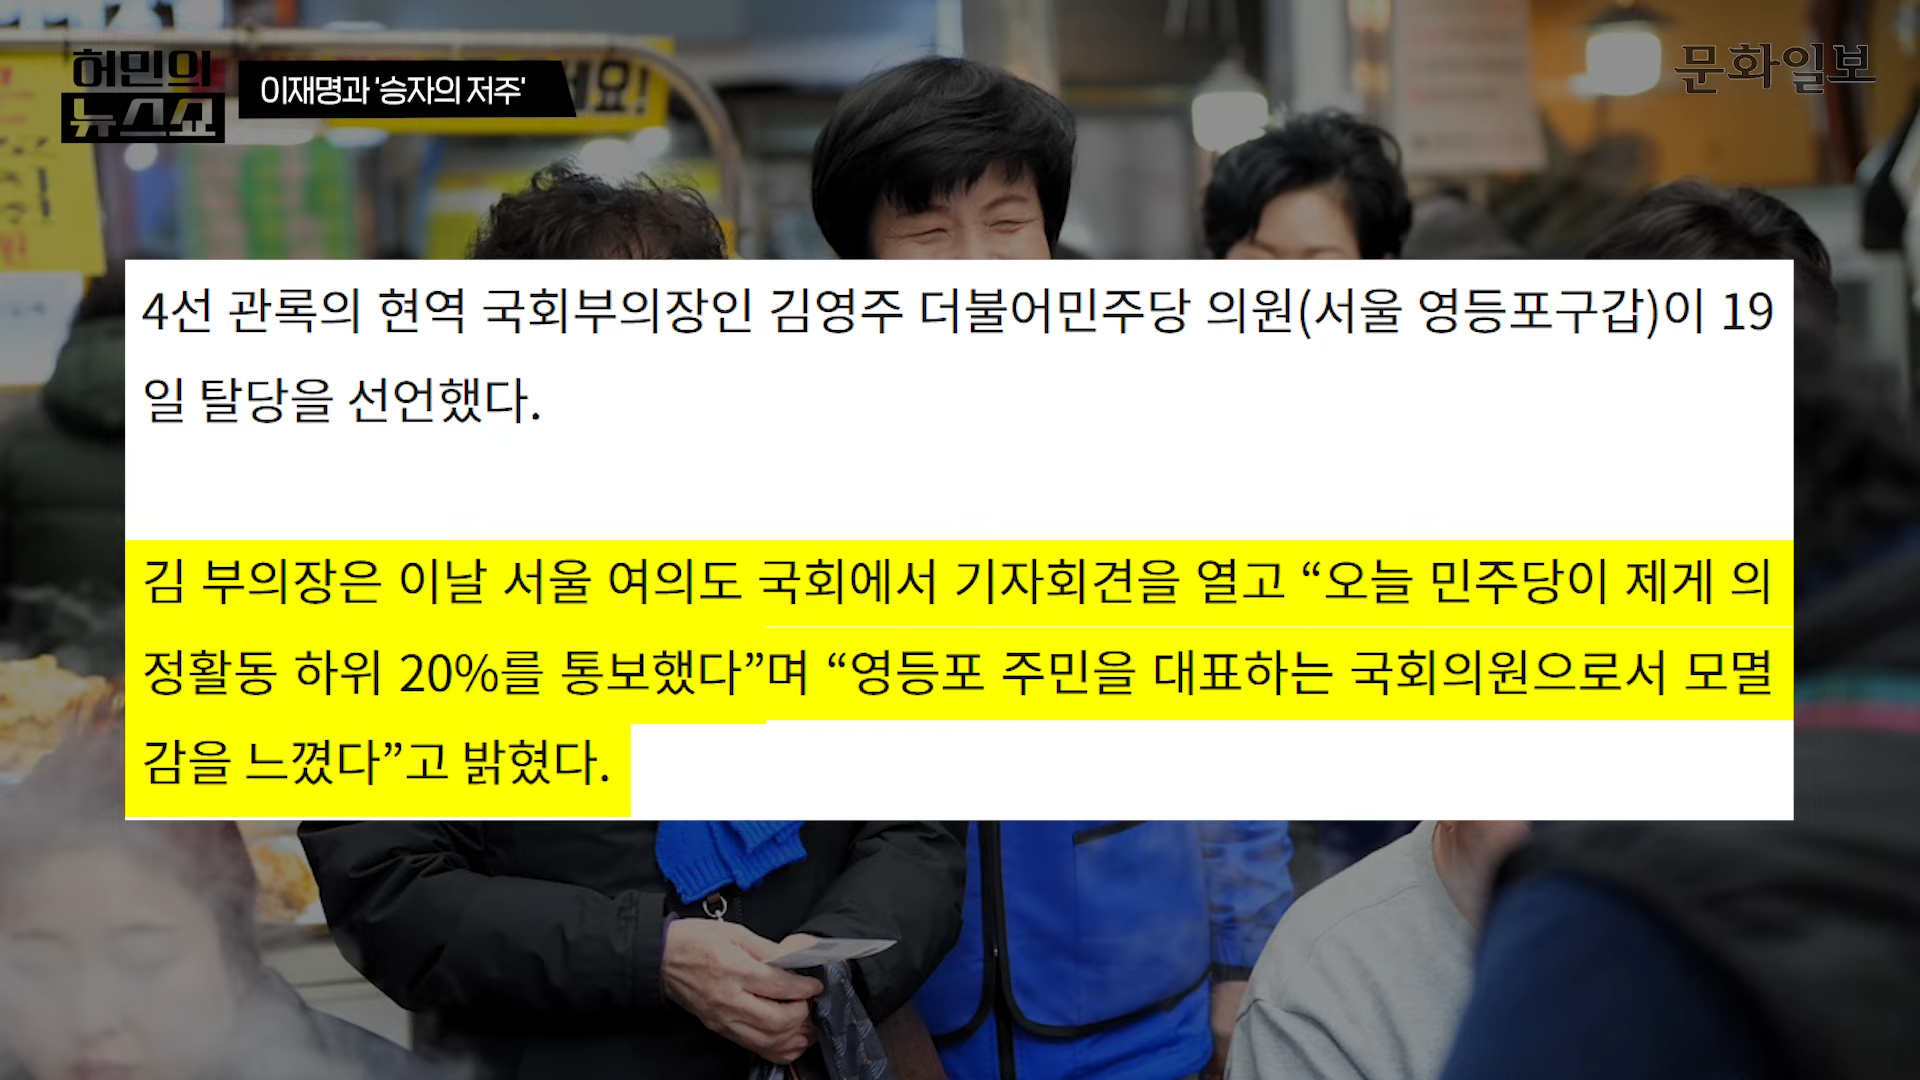 허민의
뉴스쇼
이재명과 '승자의 저주'
요!
문화일보
4선 관록의 현역 국회부의장인 김영주 더불어민주당 의원(서울 영등포구갑)이 19
일 탈당을 선언했다.
김 부의장은 이날 서울 여의도 국회에서 기자회견을 열고 “오늘 민주당이 제게 의
정활동 하위 20%를 통보했다”며 “영등포 주민을 대표하는 국회의원으로서 모멸
감을 느꼈다”고 밝혔다.